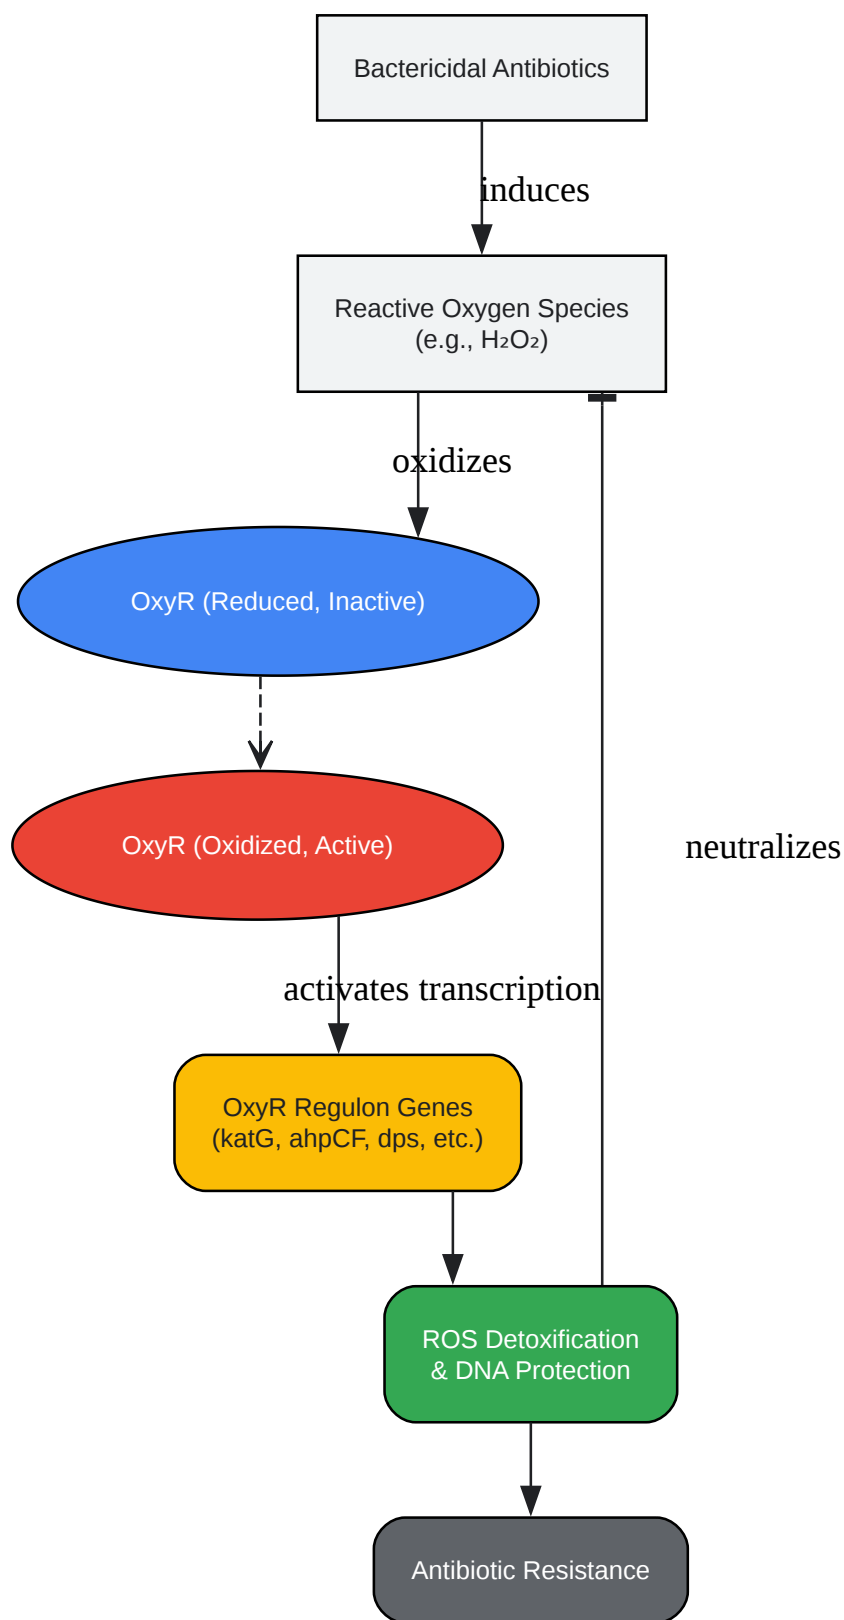 Bactericidal Antibiotics
induces
Reactive Oxygen Species
(e.g., H₂O₂)
oxidizes
OxyR (Reduced, Inactive)
OxyR (Oxidized, Active)
neutralizes
activates transcription
OxyR Regulon Genes
(katG, ahpCF, dps, etc.)
ROS Detoxification
& DNA Protection
Antibiotic Resistance